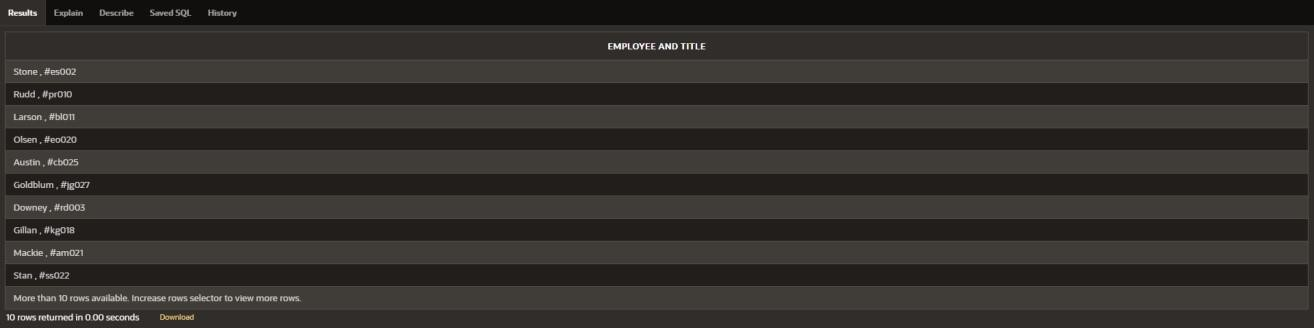 Results Explain Describe Saved SQL History
EMPLOYEE AND TITLE
Stone , #es002
Rudd , #pr010
Larson , #bl011
Olsen , #eo020
Austin , #cb025
Goldblum , #jg027
Downey , #rd003
Gillan , #kg018
Mackie , #am021
Stan , #ss022
More than 10 rows available. Increase rows selector to view more rows.
10 rows returned in 0.00 seconds Download